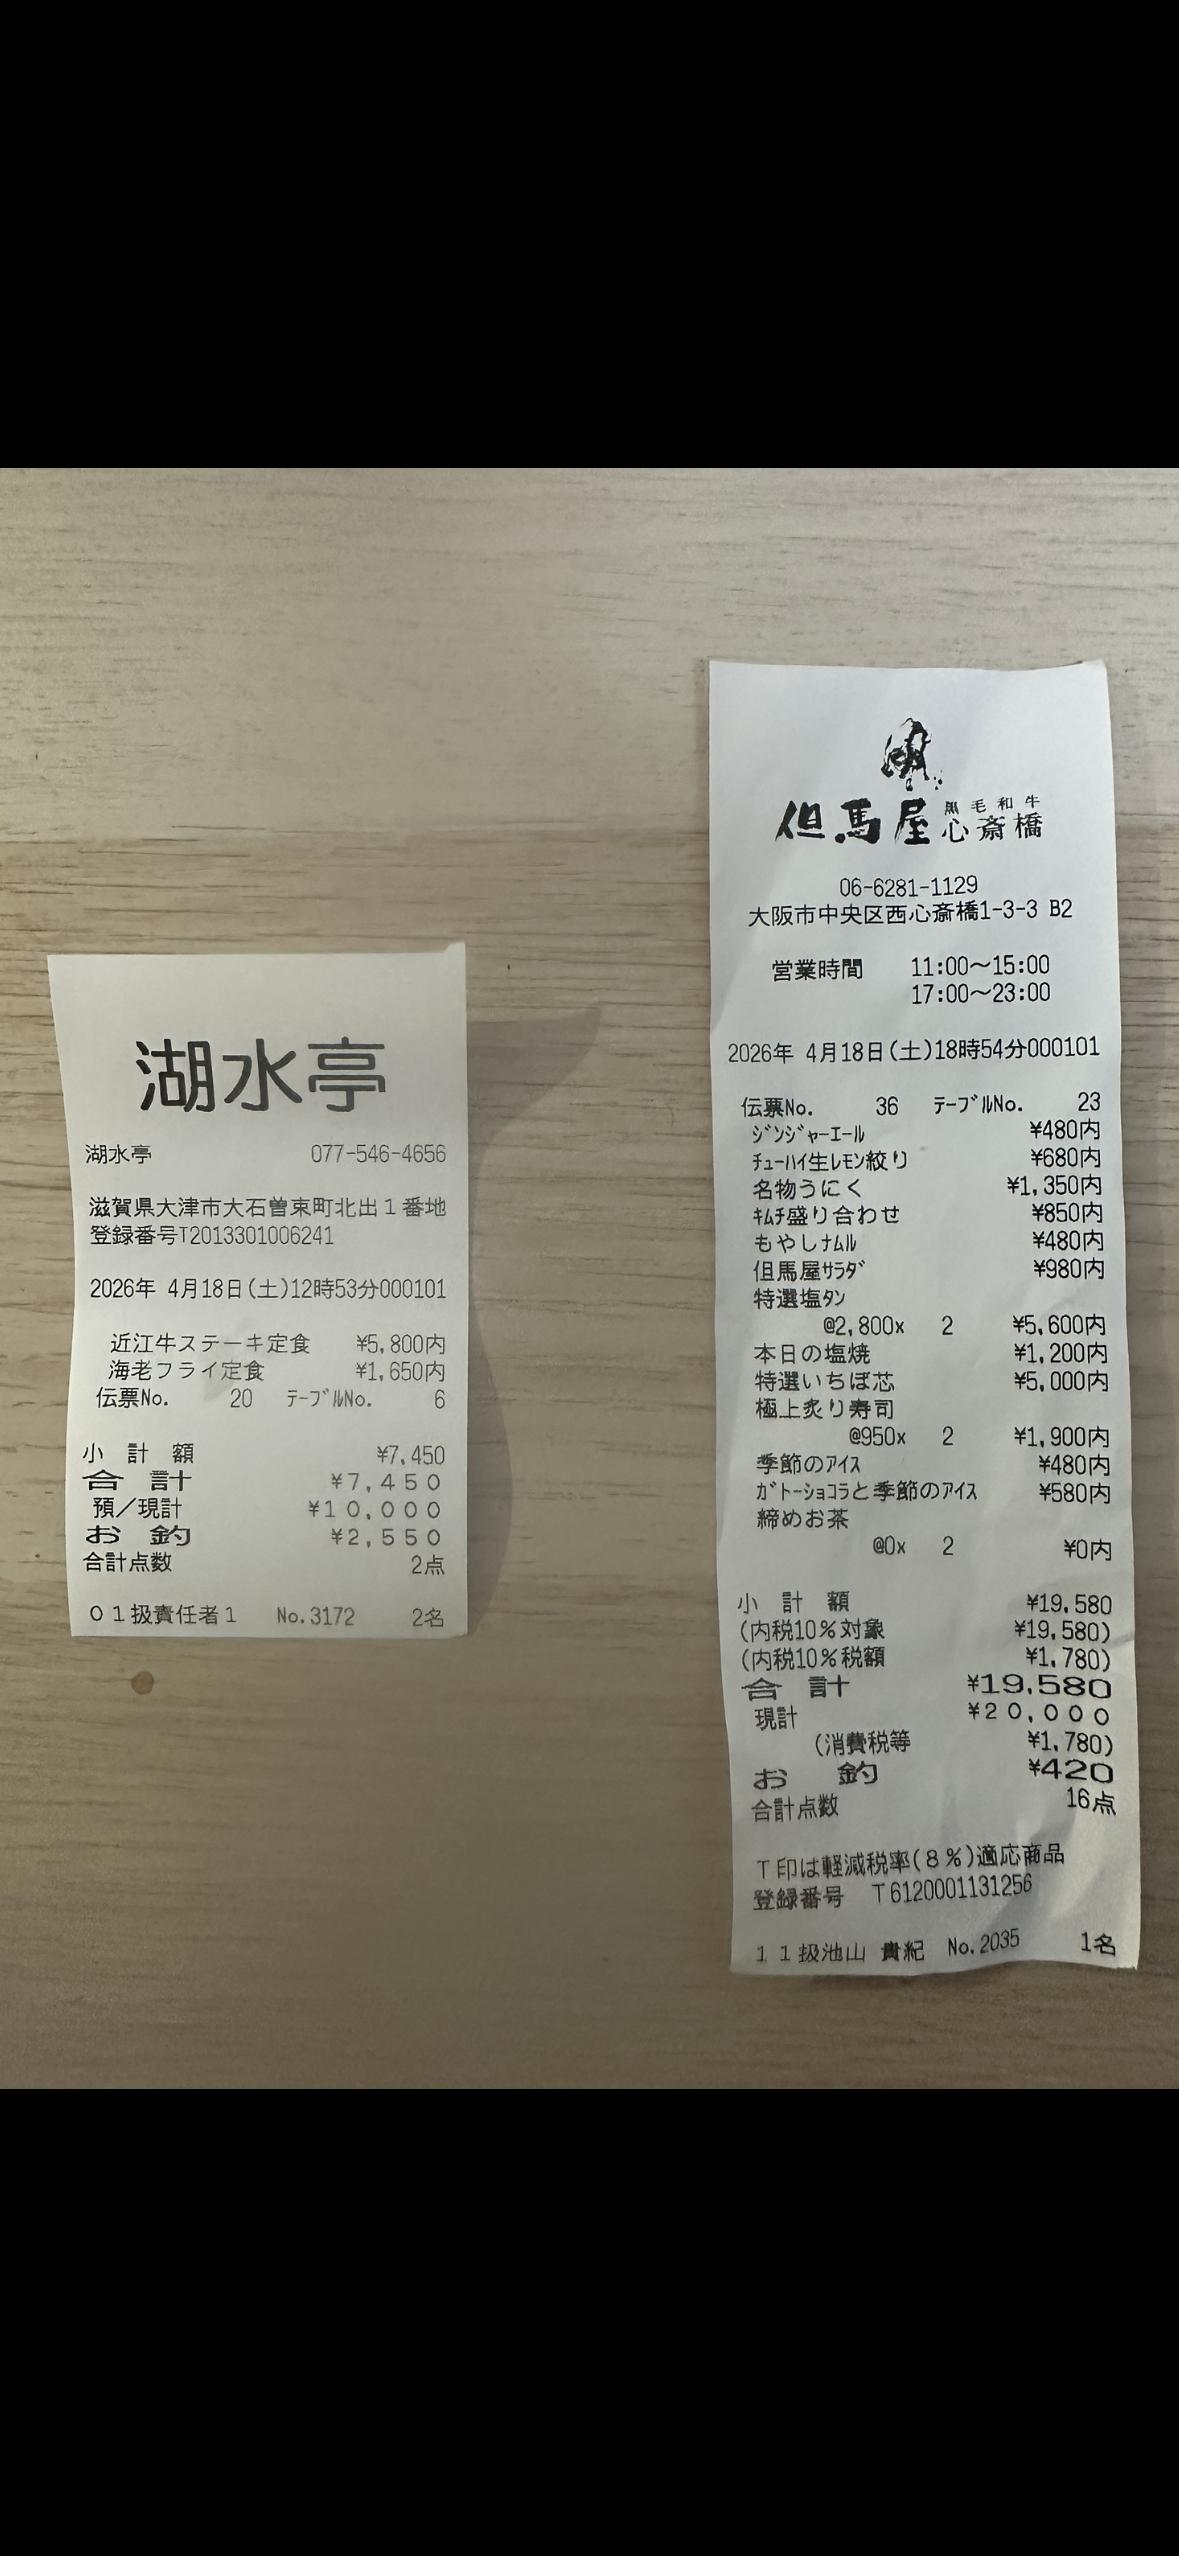 湖水亭
湖水亭 077-546-4656
滋賀県大津市大石曽束町北出1番地
登録番号T2013301006241
2026年 4月18日(土)12時53分000101
近江牛ステーキ定食 ¥5,800内
海老フライ定食 ¥1,650内
伝票No. 20 テーブルNo. 6
小計額 ¥7,450
合計 ¥7,450
預/現計 ¥10,000
お釣 ¥2,550
合計点数 2点
01扱責任者1 No.3172 2名
但馬屋 黒毛和牛
心斎橋
06-6281-1129
大阪市中央区西心斎橋1-3-3 B2
営業時間 11:00〜15:00
17:00〜23:00
2026年 4月18日(土)18時54分000101
伝票No. 36 テーブルNo. 23
ジンジャーエール ¥480内
チューハイ生レモン絞り ¥680内
名物うにく ¥1,350内
キムチ盛り合わせ ¥850内
もやしナムル ¥480内
但馬屋サラダ ¥980内
特選塩タン
@2,800x 2 ¥5,600内
本日の塩焼 ¥1,200内
特選いちぼ芯 ¥5,000内
極上炙り寿司
@950x 2 ¥1,900内
季節のアイス ¥480内
ガトーショコラと季節のアイス ¥580内
締めお茶
@0x 2 ¥0内
小計額 ¥19,580
(内税10%対象 ¥19,580)
(内税10%税額 ¥1,780)
合計 ¥19,580
現計 ¥20,000
(消費税等 ¥1,780)
お釣 ¥420
合計点数 16点
T印は軽減税率(8%)適応商品
登録番号 T6120001131256
11扱池山 貴紀 No.2035 1名